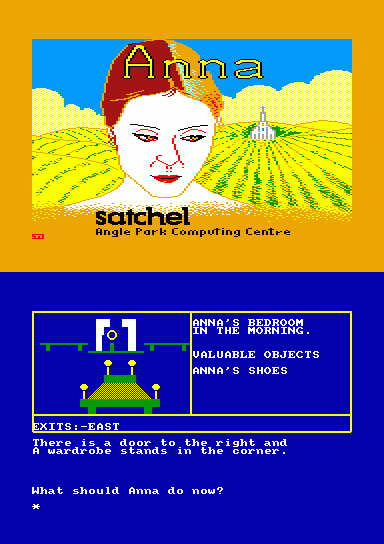 Anna
satchel
Angle Park Computing Centre
ANNA'S BEDROOM
IN THE MORNING.
VALUABLE OBJECTS
ANNA'S SHOES
EXITS:-EAST
There is a door to the right and
A wardrobe stands in the corner.
What should Anna do now?
*